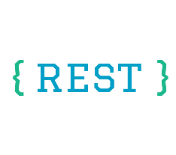 { REST }